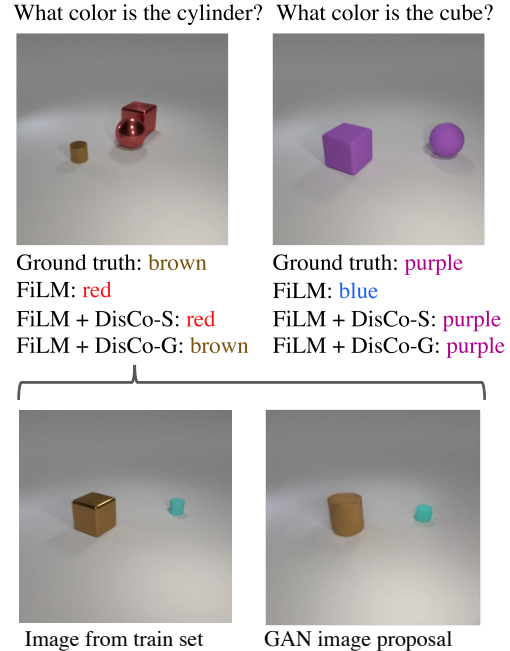 What color is the cylinder?
What color is the cube?
Ground truth: brown
FiLM: red
FiLM + DisCo-S: red
FiLM + DisCo-G: brown
Ground truth: purple
FiLM: blue
FiLM + DisCo-S: purple
FiLM + DisCo-G: purple
Image from train set
GAN image proposal